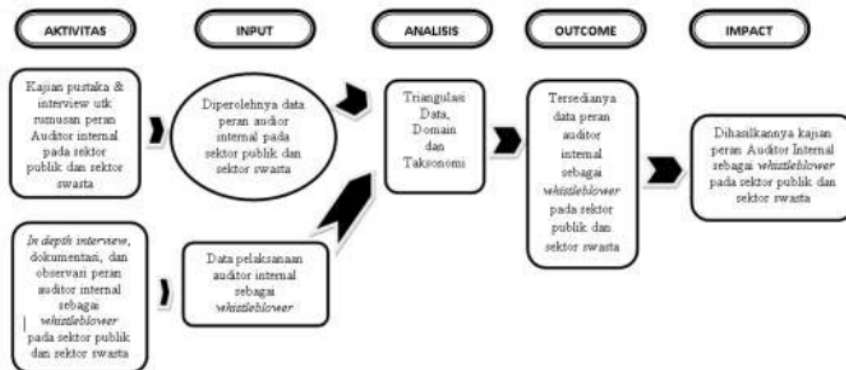 AKTIVITAS
INPUT
ANALISIS
OUTCOME
IMPACT
Kajian pustaka &
interview utk
rumusan peran
Auditor internal
pada sektor
publik dan sektor
swasta
Diperolehnya data
peran audior
internal pada
sektor publik dan
sektor swasta
Triangulasi
Data,
Domain
dan
Taksonomi
Tersedianya
data peran
auditor
internal
sebagai
whistleblower
pada sektor
publik dan
sektor swasta
Dihasilkannya kajian
peran Auditor Internal
sebagai whistleblower
pada sektor publik dan
sektor swasta
In depth interview,
dokumentasi, dan
observasi peran
auditor internal
sebagai
whistleblower
pada sektor publik
dan sektor swasta
Data pelaksanaan
auditor internal
sebagai
whistleblower